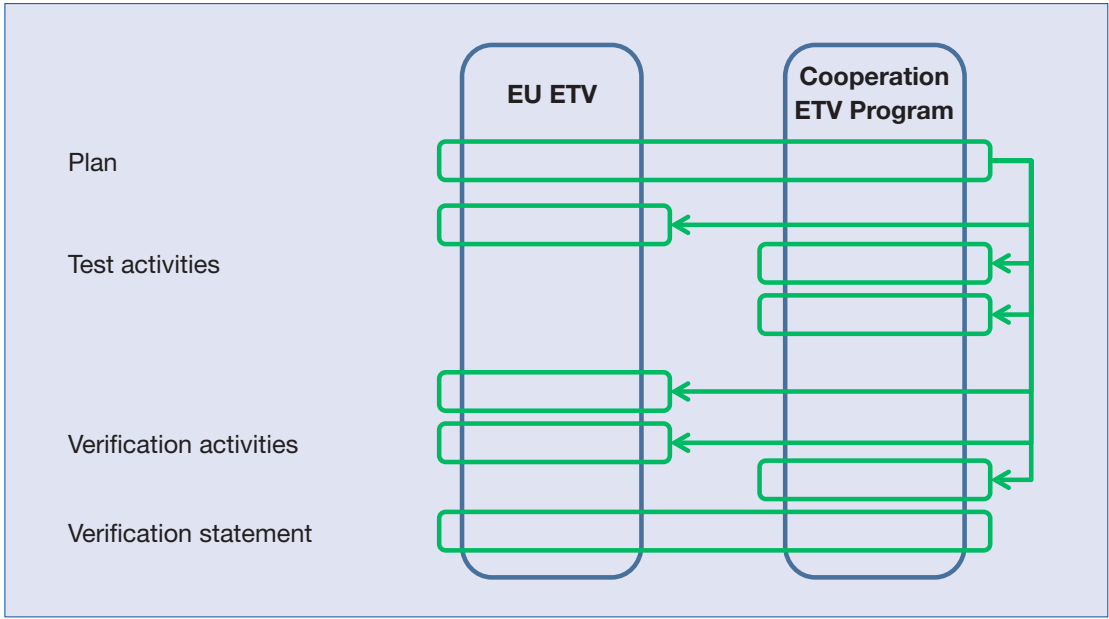 EU ETV
Cooperation
ETV Program
Plan
Test activities
Verification activities
Verification statement